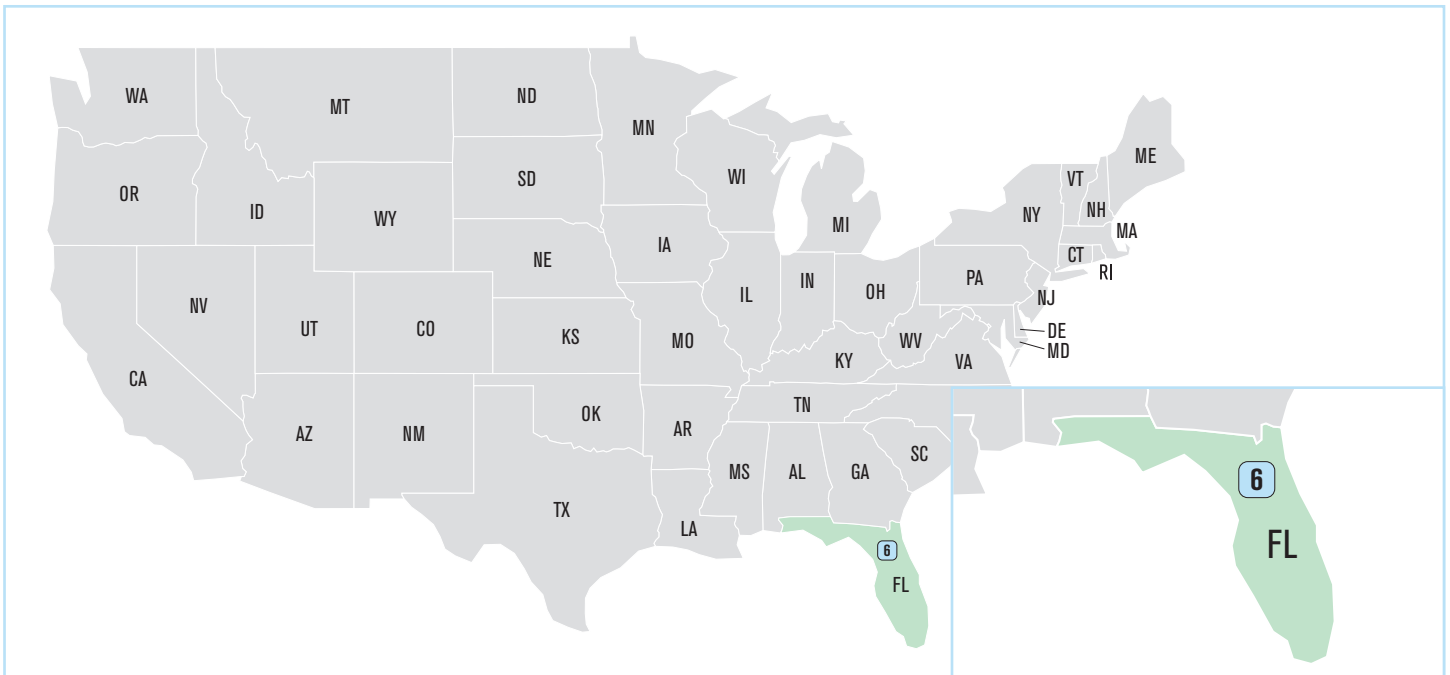 WA
MT
ND
MN
ME
OR
ID
WY
SD
WI
VT
NH
NY
MA
MI
CT
RI
IA
NE
NV
UT
CO
IL
IN
OH
PA
NJ
KS
MO
WV
DE
MD
KY
VA
CA
AZ
NM
OK
AR
TN
SC
MS
AL
GA
TX
LA
6
FL
6
FL